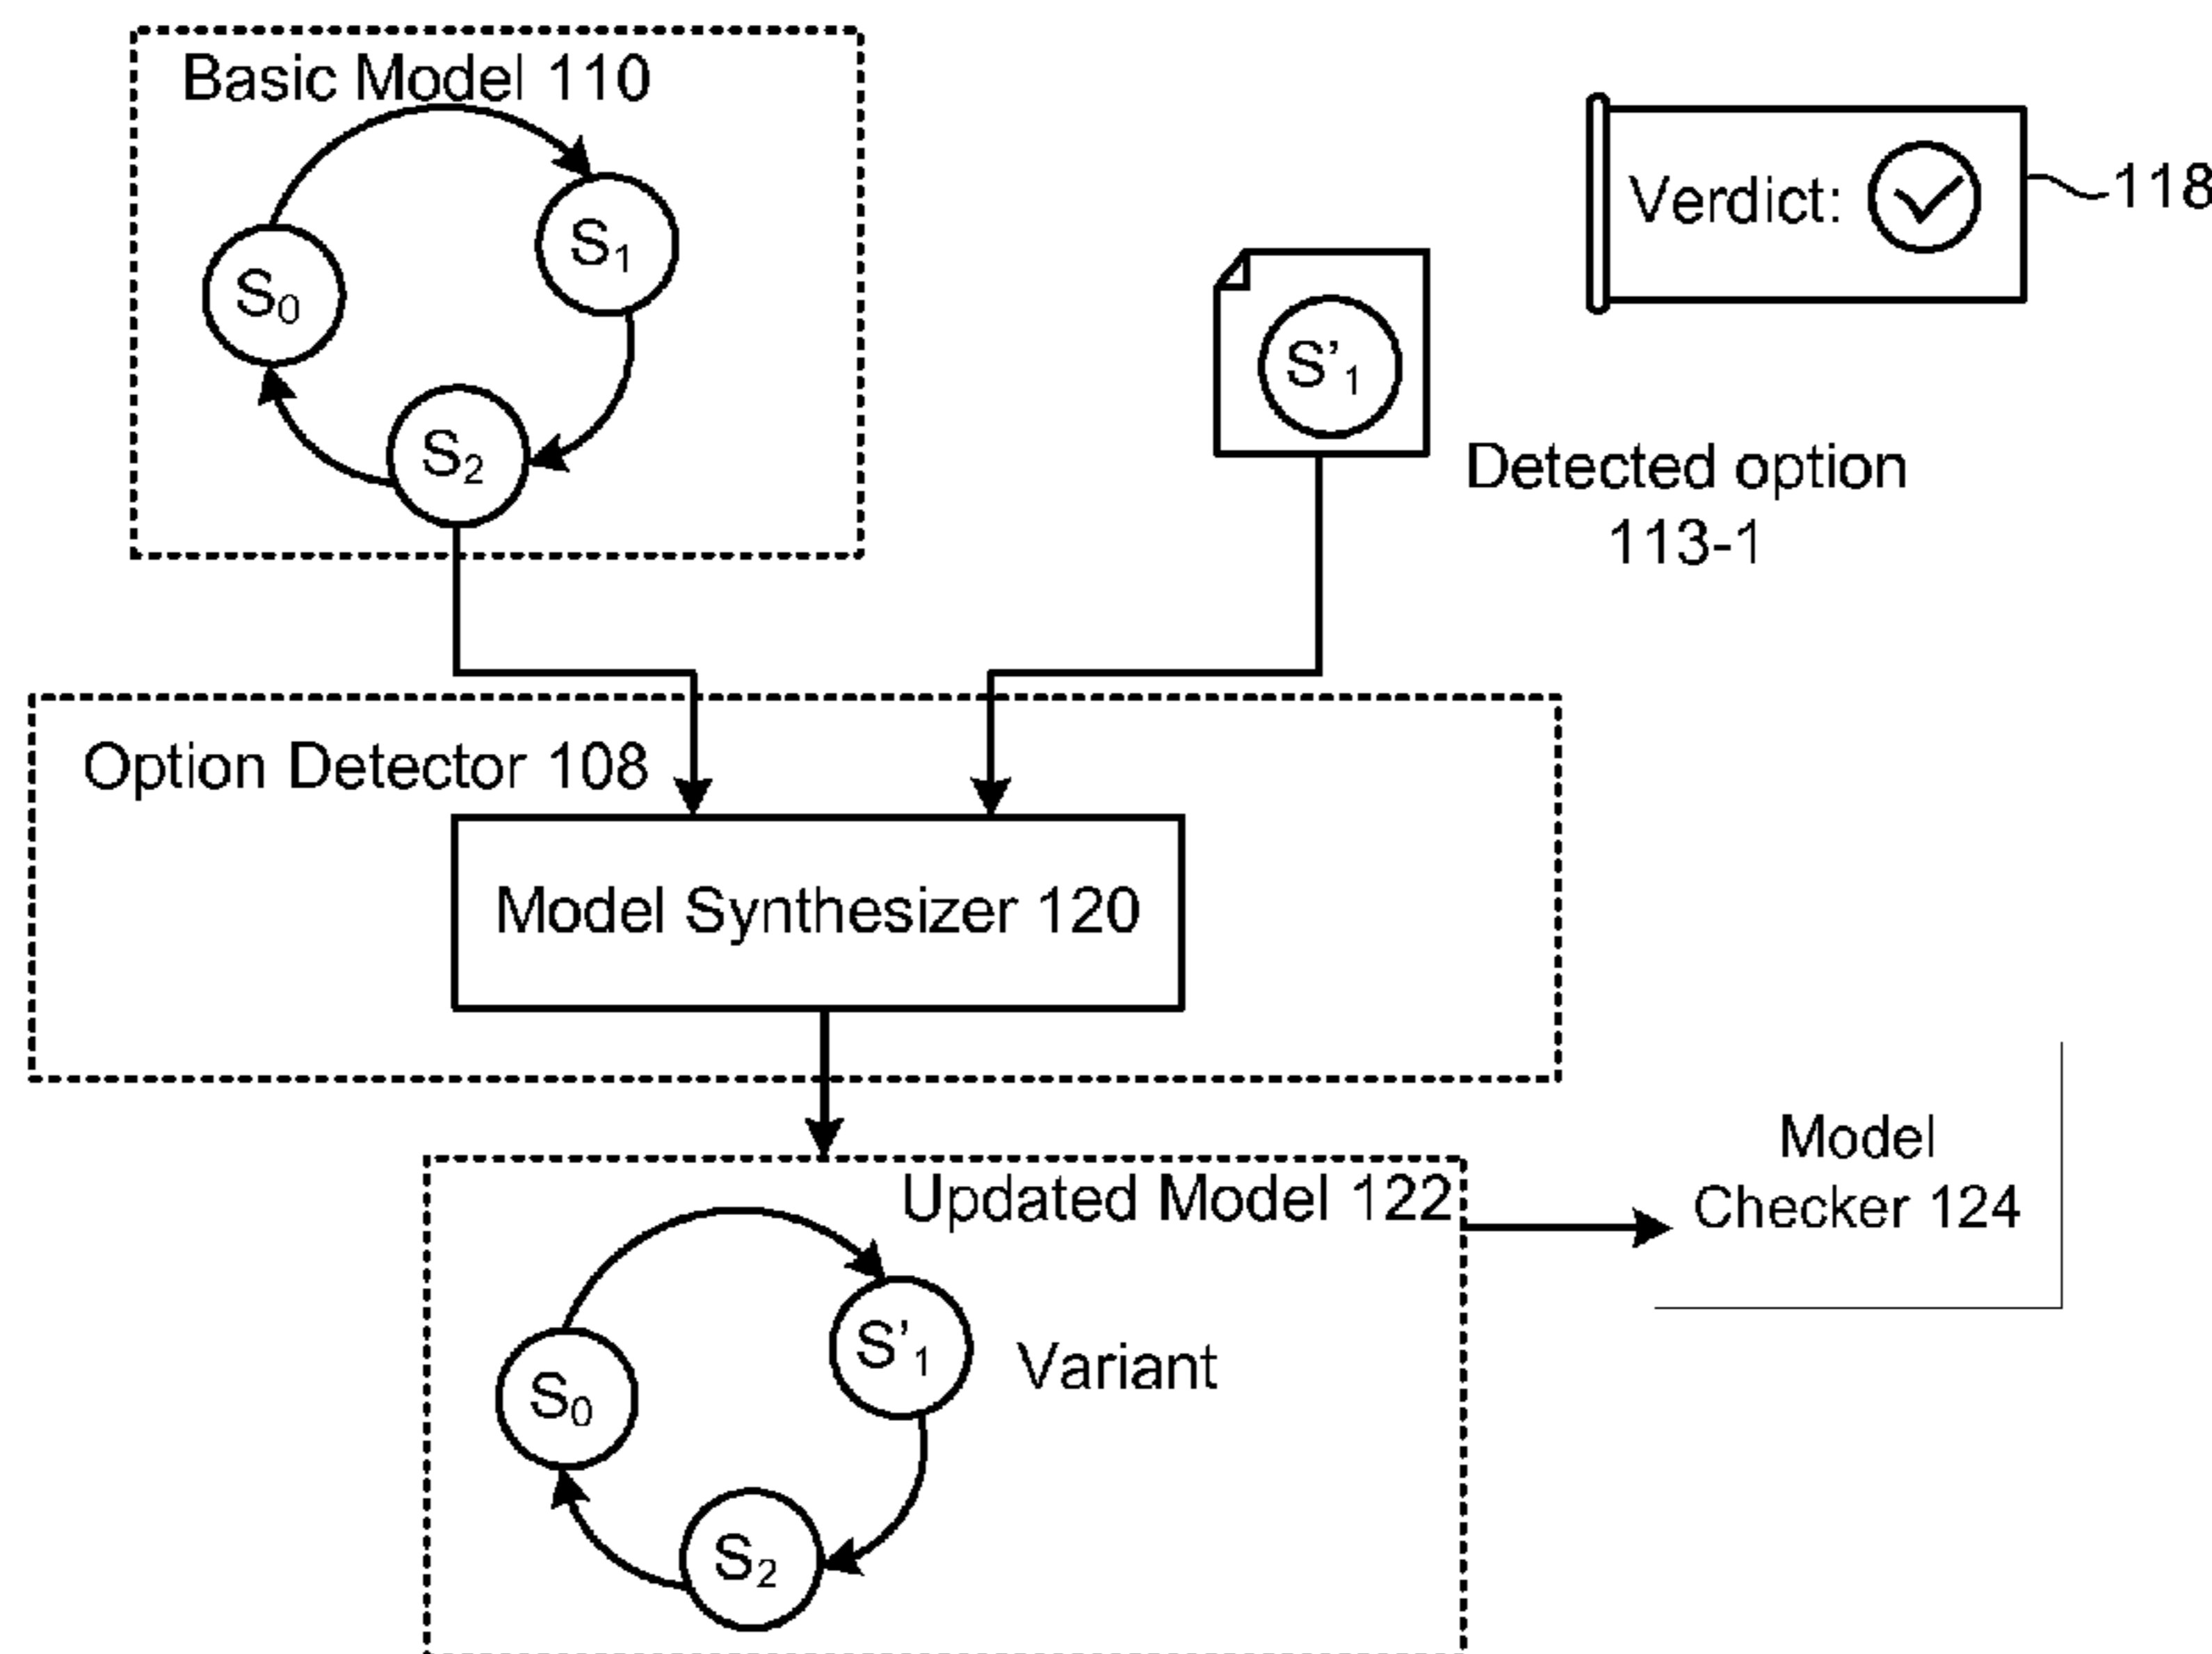 Basic Model 110
S₁
S₀
S₂
Verdict:
118
S’₁
Detected option
113-1
Option Detector 108
Model Synthesizer 120
Updated Model 122
S’₁
Variant
S₀
S₂
Model
Checker 124